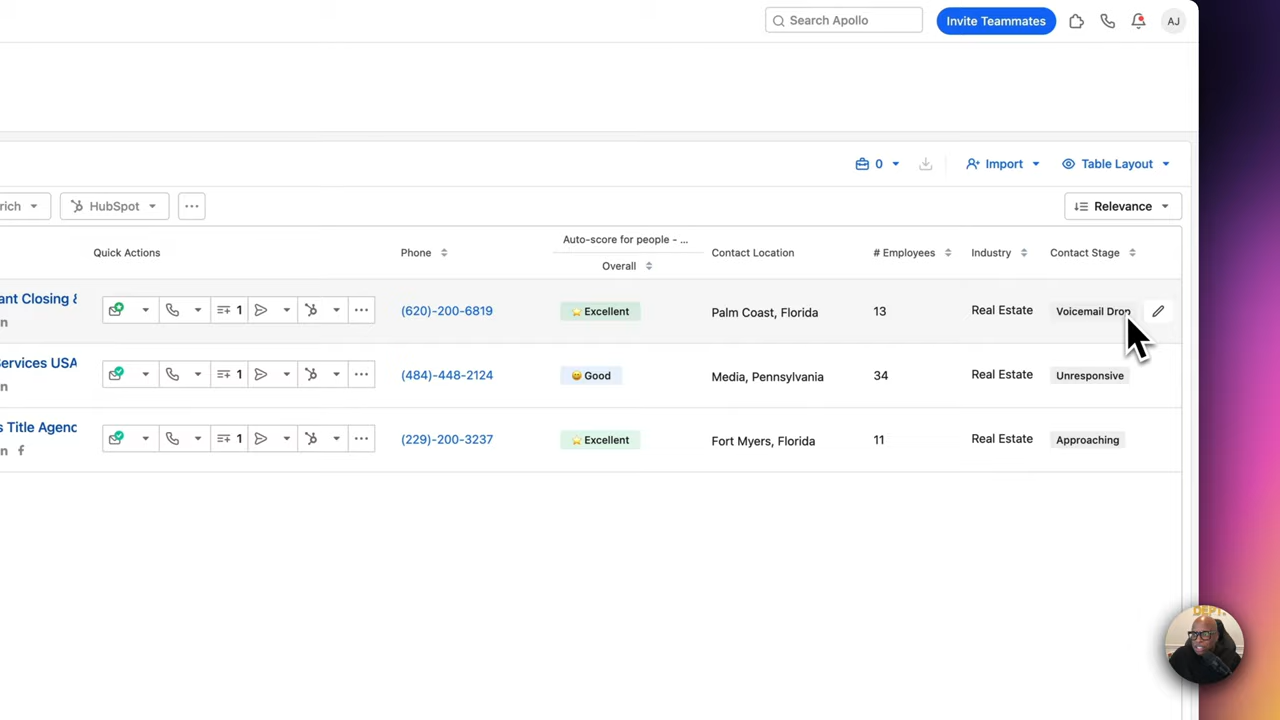 Search Apollo
Invite Teammates
AJ
0
Import
Table Layout
rich
HubSpot
...
Relevance
Quick Actions
Phone
Auto-score for people - ...
Overall
Contact Location
# Employees
Industry
Contact Stage
ant Closing &
n
1
...
(620)-200-6819
Excellent
Palm Coast, Florida
13
Real Estate
Voicemail Drop
Services USA
n
1
...
(484)-448-2124
Good
Media, Pennsylvania
34
Real Estate
Unresponsive
s Title Agenc
n f
1
...
(229)-200-3237
Excellent
Fort Myers, Florida
11
Real Estate
Approaching
DEPT.